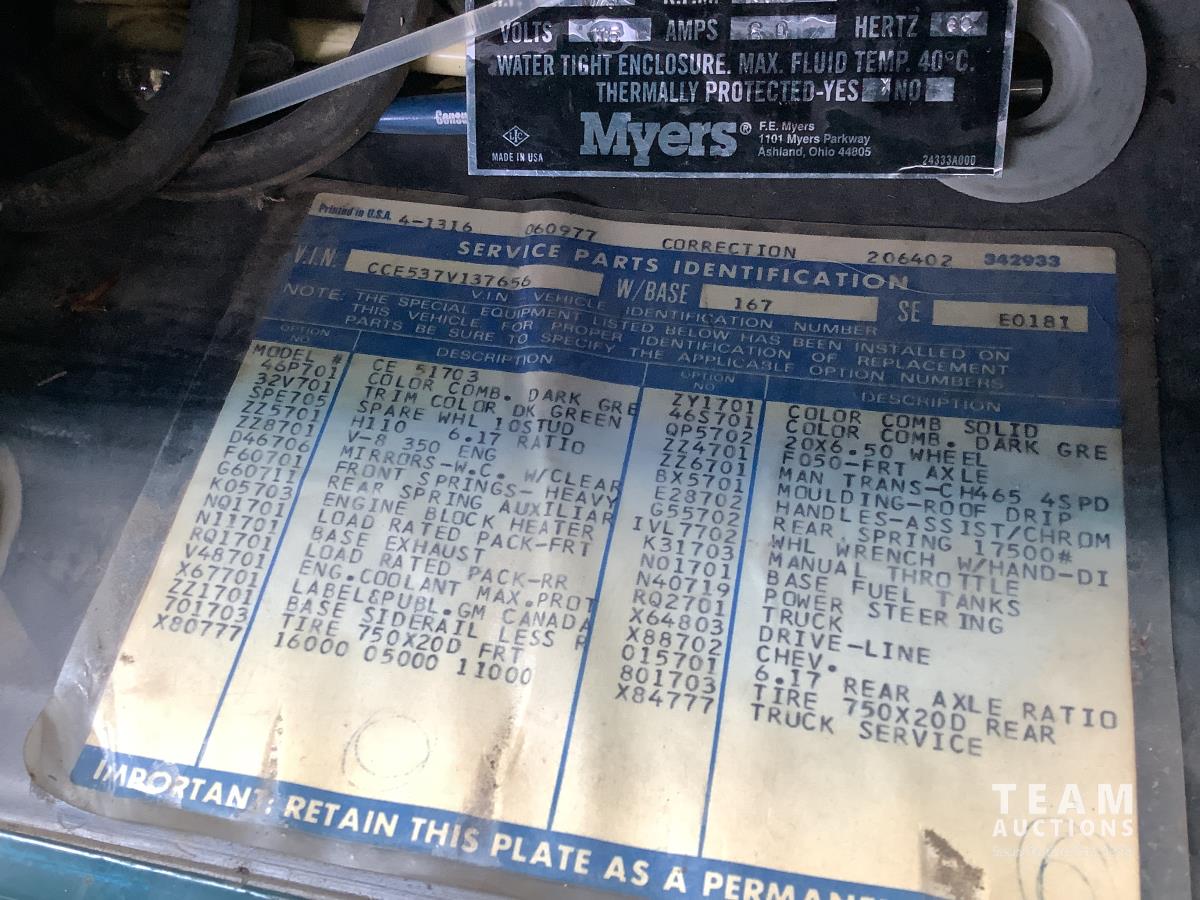 VOLTS 115 AMPS 60 HERTZ
WATER TIGHT ENCLOSURE. MAX. FLUID TEMP. 40°C.
THERMALLY PROTECTED-YES NO
MADE IN USA
Myers®
F.E. Myers
1101 Myers Parkway
Ashland, Ohio 44805
24333A000
Printed in U.S.A. 4-1316 060977 CORRECTION 206402 342933
SERVICE PARTS IDENTIFICATION
V.I.N. CCE537V137656 W/BASE 167 SE E0181
V.I.N. VEHICLE IDENTIFICATION NUMBER
NOTE: THE SPECIAL EQUIPMENT LISTED BELOW HAS BEEN INSTALLED ON
THIS VEHICLE. FOR PROPER IDENTIFICATION OF REPLACEMENT
PARTS BE SURE TO SPECIFY THE APPLICABLE OPTION NUMBERS.
OPTION NO. DESCRIPTION
MODEL # CE 51703
46P701 COLOR COMB. DARK GRE
32V701 TRIM COLOR DK GREEN
SPE705 SPARE WHL 10STUD
ZZ5701 H110 6.17 RATIO
ZZ8701 V-8 350 ENG
D46706 MIRRORS-W.C. W/CLEAR
F60701 FRONT SPRINGS- HEAVY
G60711 REAR SPRING AUXILIAR
K05703 ENGINE BLOCK HEATER
NQ1701 LOAD RATED PACK-FRT
N11701 BASE EXHAUST
RQ1701 LOAD RATED PACK-RR
V48701 ENG.COOLANT MAX.PROT
X67701 LABEL&PUBL.GM CANADA
ZZ1701 BASE SIDERAIL LESS R
701703 TIRE 750X20D FRT
X80777 16000 05000 11000
OPTION NO. DESCRIPTION
ZY1701 COLOR COMB SOLID
46S701 COLOR COMB. DARK GRE
QP5702 20X6.50 WHEEL
ZZ4701 F050-FRT AXLE
ZZ6701 MAN TRANS-CH465 4SPD
BX5701 MOULDING-ROOF DRIP
E28702 HANDLES-ASSIST/CHROM
G55702 REAR SPRING 17500#
IVL7702 WHL WRENCH W/HAND-DI
K31703 MANUAL THROTTLE
N01701 BASE FUEL TANKS
N40719 POWER STEERING
RQ2701 TRUCK
X64803 DRIVE-LINE
X88702 CHEV.
015701 6.17 REAR AXLE RATIO
801703 TIRE 750X20D REAR
X84777 TRUCK SERVICE
IMPORTANT: RETAIN THIS PLATE AS A
TEAM
AUCTIONS